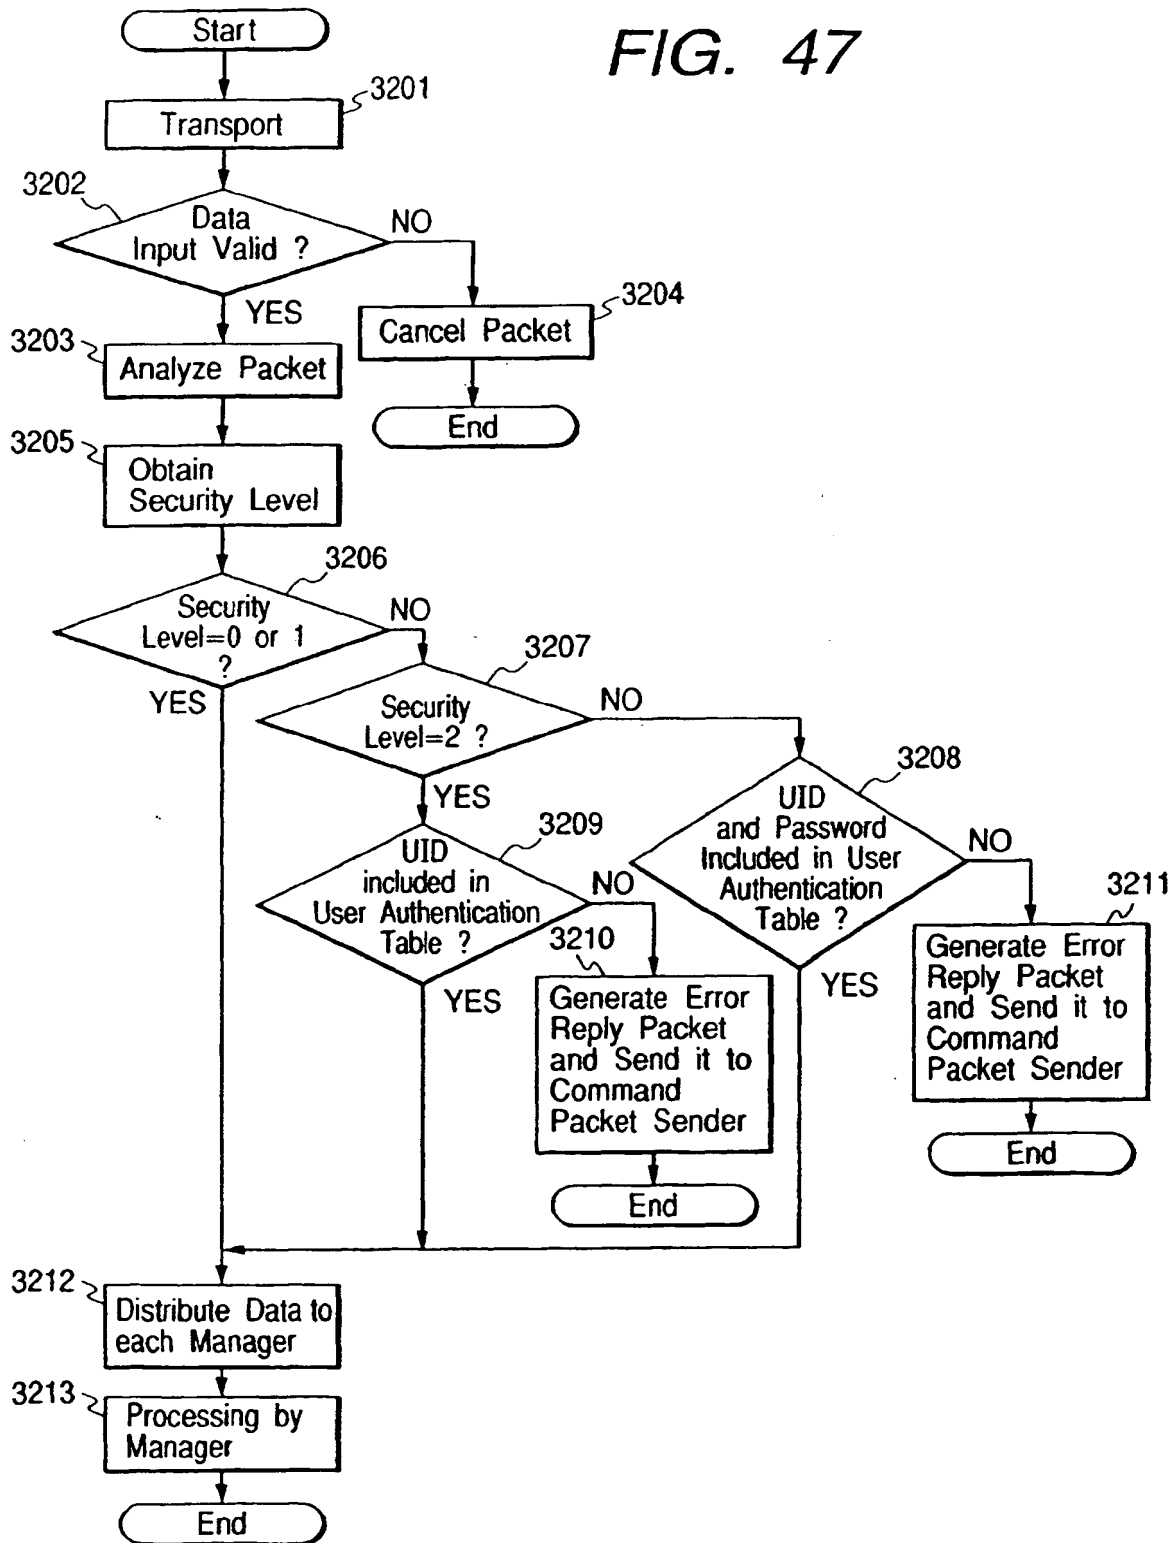 FIG. 47
Start
3201
Transport
3202
Data
Input Valid ?
NO
YES
3203
Analyze Packet
3204
Cancel Packet
End
3205
Obtain
Security Level
3206
Security
Level=0 or 1
?
NO
YES
3207
Security
Level=2 ?
NO
YES
3208
UID
and Password
Included in User
Authentication
Table ?
NO
YES
3209
UID
included in
User Authentication
Table ?
NO
YES
3210
Generate Error
Reply Packet
and Send it to
Command
Packet Sender
End
3211
Generate Error
Reply Packet
and Send it to
Command
Packet Sender
End
3212
Distribute Data to
each Manager
3213
Processing by
Manager
End